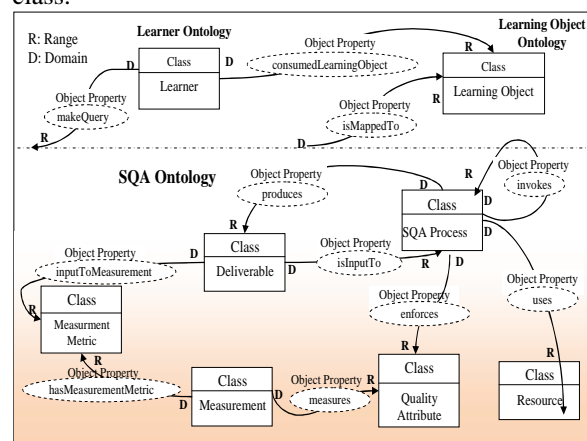 class.
Learner Ontology
Learning Object
Ontology
R: Range
D: Domain
D
Class
Learner
D
Object Property
consumedLearningObject
R
Class
Learning Object
R
Object Property
makeQuery
R
Object Property
isMappedTo
D
SQA Ontology
Object Property
produces
R
D
Class
SQA Process
R
D
D
Object Property
invokes
Class
Deliverable
D
D
Object Property
isInputTo
R
D
Object Property
inputToMeasurement
R
Class
Measurment
Metric
R
Object Property
enforces
R
Object Property
uses
R
Object Property
hasMeasurementMetric
D
Class
Measurement
D
Object Property
measures
R
Class
Quality
Attribute
Class
Resource